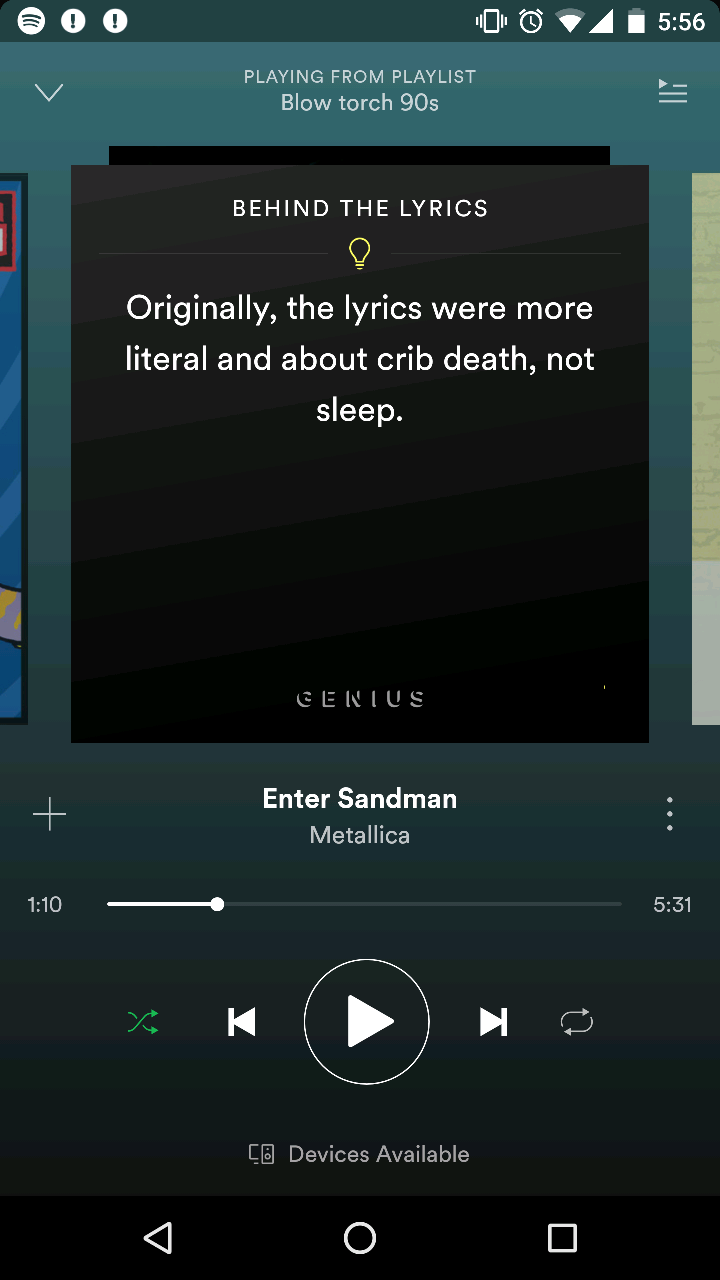 5:56
PLAYING FROM PLAYLIST
Blow torch 90s
BEHIND THE LYRICS
Originally, the lyrics were more
literal and about crib death, not
sleep.
GENIUS
Enter Sandman
Metallica
1:10
5:31
Devices Available